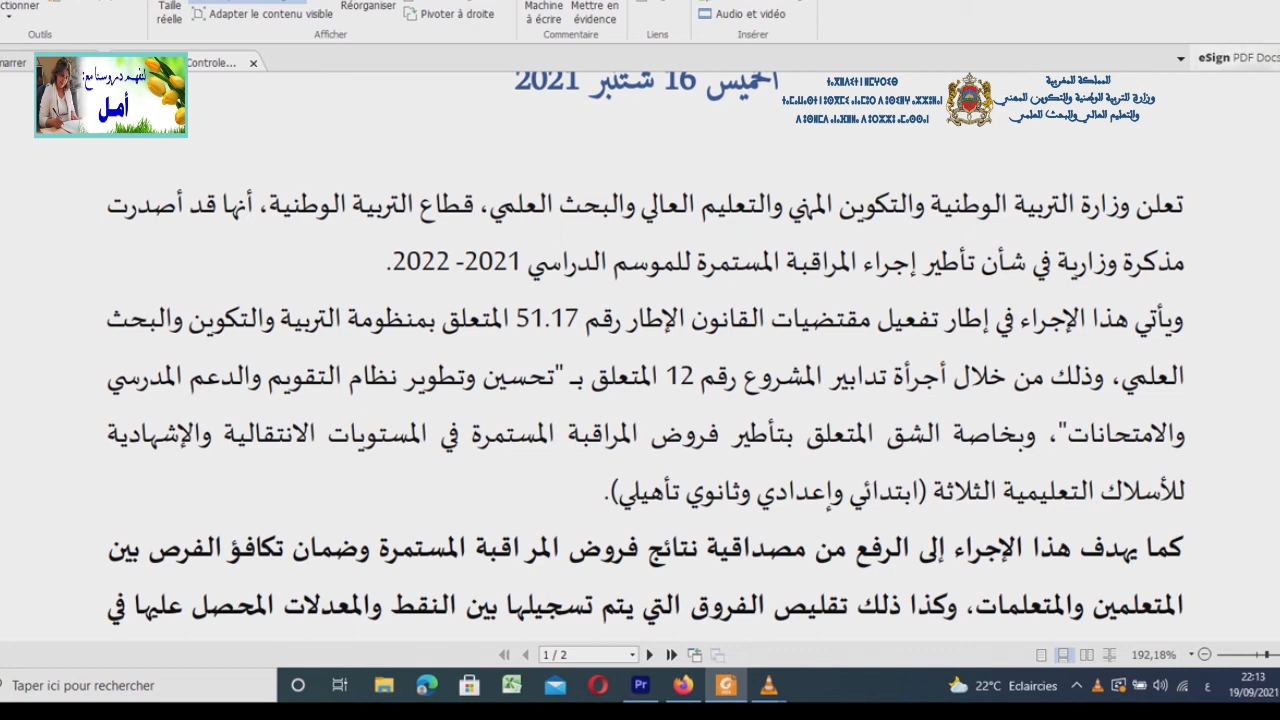 ctionner
Taille
réelle
Adapter le contenu visible
Réorganiser
Pivoter à droite
Machine
à écrire
Mettre en
évidence
Audio et vidéo
Outils
Afficher
Commentaire
Liens
Insérer
marrer
Controle...
eSign PDF Docs
لنفهم دروسنا مع:
أمل
الخميس 16 شتنبر 2021
المملكة المغربية
وزارة التربية الوطنية والتكوين المهني
والتعليم العالي والبحث العلمي
تعلن وزارة التربية الوطنية والتكوين المهني والتعليم العالي والبحث العلمي، قطاع التربية الوطنية، أنها قد أصدرت
مذكرة وزارية في شأن تأطير إجراء المراقبة المستمرة للموسم الدراسي 2021- 2022.
ويأتي هذا الإجراء في إطار تفعيل مقتضيات القانون الإطار رقم 51.17 المتعلق بمنظومة التربية والتكوين والبحث
العلمي، وذلك من خلال أجرأة تدابير المشروع رقم 12 المتعلق بـ "تحسين وتطوير نظام التقويم والدعم المدرسي
والامتحانات"، وبخاصة الشق المتعلق بتأطير فروض المراقبة المستمرة في المستويات الانتقالية والإشهادية
للأسلاك التعليمية الثلاثة (ابتدائي وإعدادي وثانوي تأهيلي).
كما يهدف هذا الإجراء إلى الرفع من مصداقية نتائج فروض المراقبة المستمرة وضمان تكافؤ الفرص بين
المتعلمين والمتعلمات، وكذا ذلك تقليص الفروق التي يتم تسجيلها بين النقط والمعدلات المحصل عليها في
1 / 2
192,18%
Taper ici pour rechercher
22°C Eclaircies
ع
22:13
19/09/2021